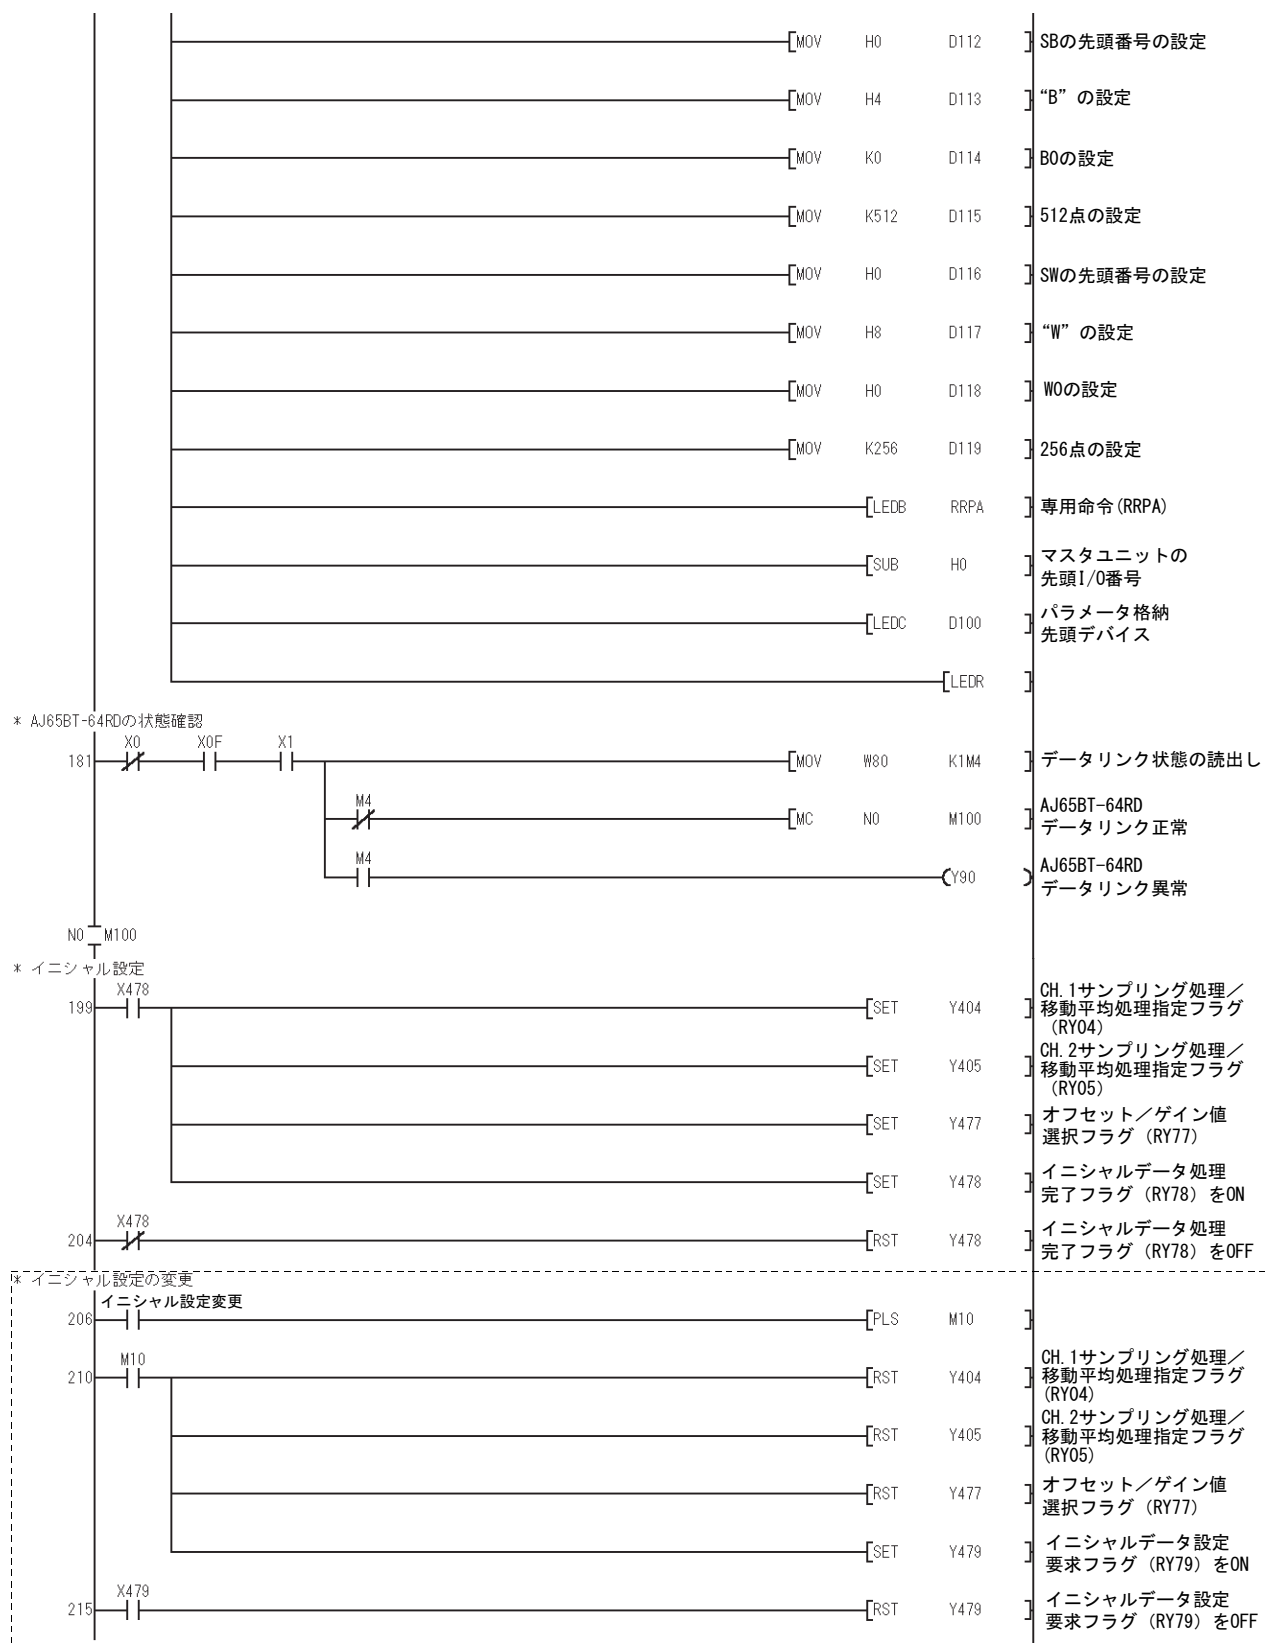 MOV H0 D112 SBの先頭番号の設定
MOV H4 D113 “B”の設定
MOV K0 D114 B0の設定
MOV K512 D115 512点の設定
MOV H0 D116 SWの先頭番号の設定
MOV H8 D117 “W”の設定
MOV H0 D118 W0の設定
MOV K256 D119 256点の設定
LEDB RRPA 専用命令(RRPA)
SUB H0 マスタユニットの
先頭I/O番号
LEDC D100 パラメータ格納
先頭デバイス
LEDR
* AJ65BT-64RDの状態確認
X0 X0F X1
181 MOV W80 K1M4 データリンク状態の読出し
M4
MC N0 M100 AJ65BT-64RD
データリンク正常
M4
Y90 AJ65BT-64RD
データリンク異常
N0 M100
* イニシャル設定
X478
199 SET Y404 CH.1サンプリング処理／
移動平均処理指定フラグ
（RY04）
SET Y405 CH.2サンプリング処理／
移動平均処理指定フラグ
（RY05）
SET Y477 オフセット／ゲイン値
選択フラグ（RY77）
SET Y478 イニシャルデータ処理
完了フラグ（RY78）をON
X478
204 RST Y478 イニシャルデータ処理
完了フラグ（RY78）をOFF
* イニシャル設定の変更
イニシャル設定変更
206 PLS M10
M10
210 RST Y404 CH.1サンプリング処理／
移動平均処理指定フラグ
(RY04)
RST Y405 CH.2サンプリング処理／
移動平均処理指定フラグ
(RY05)
RST Y477 オフセット／ゲイン値
選択フラグ（RY77）
SET Y479 イニシャルデータ設定
要求フラグ（RY79）をON
X479
215 RST Y479 イニシャルデータ設定
要求フラグ（RY79）をOFF